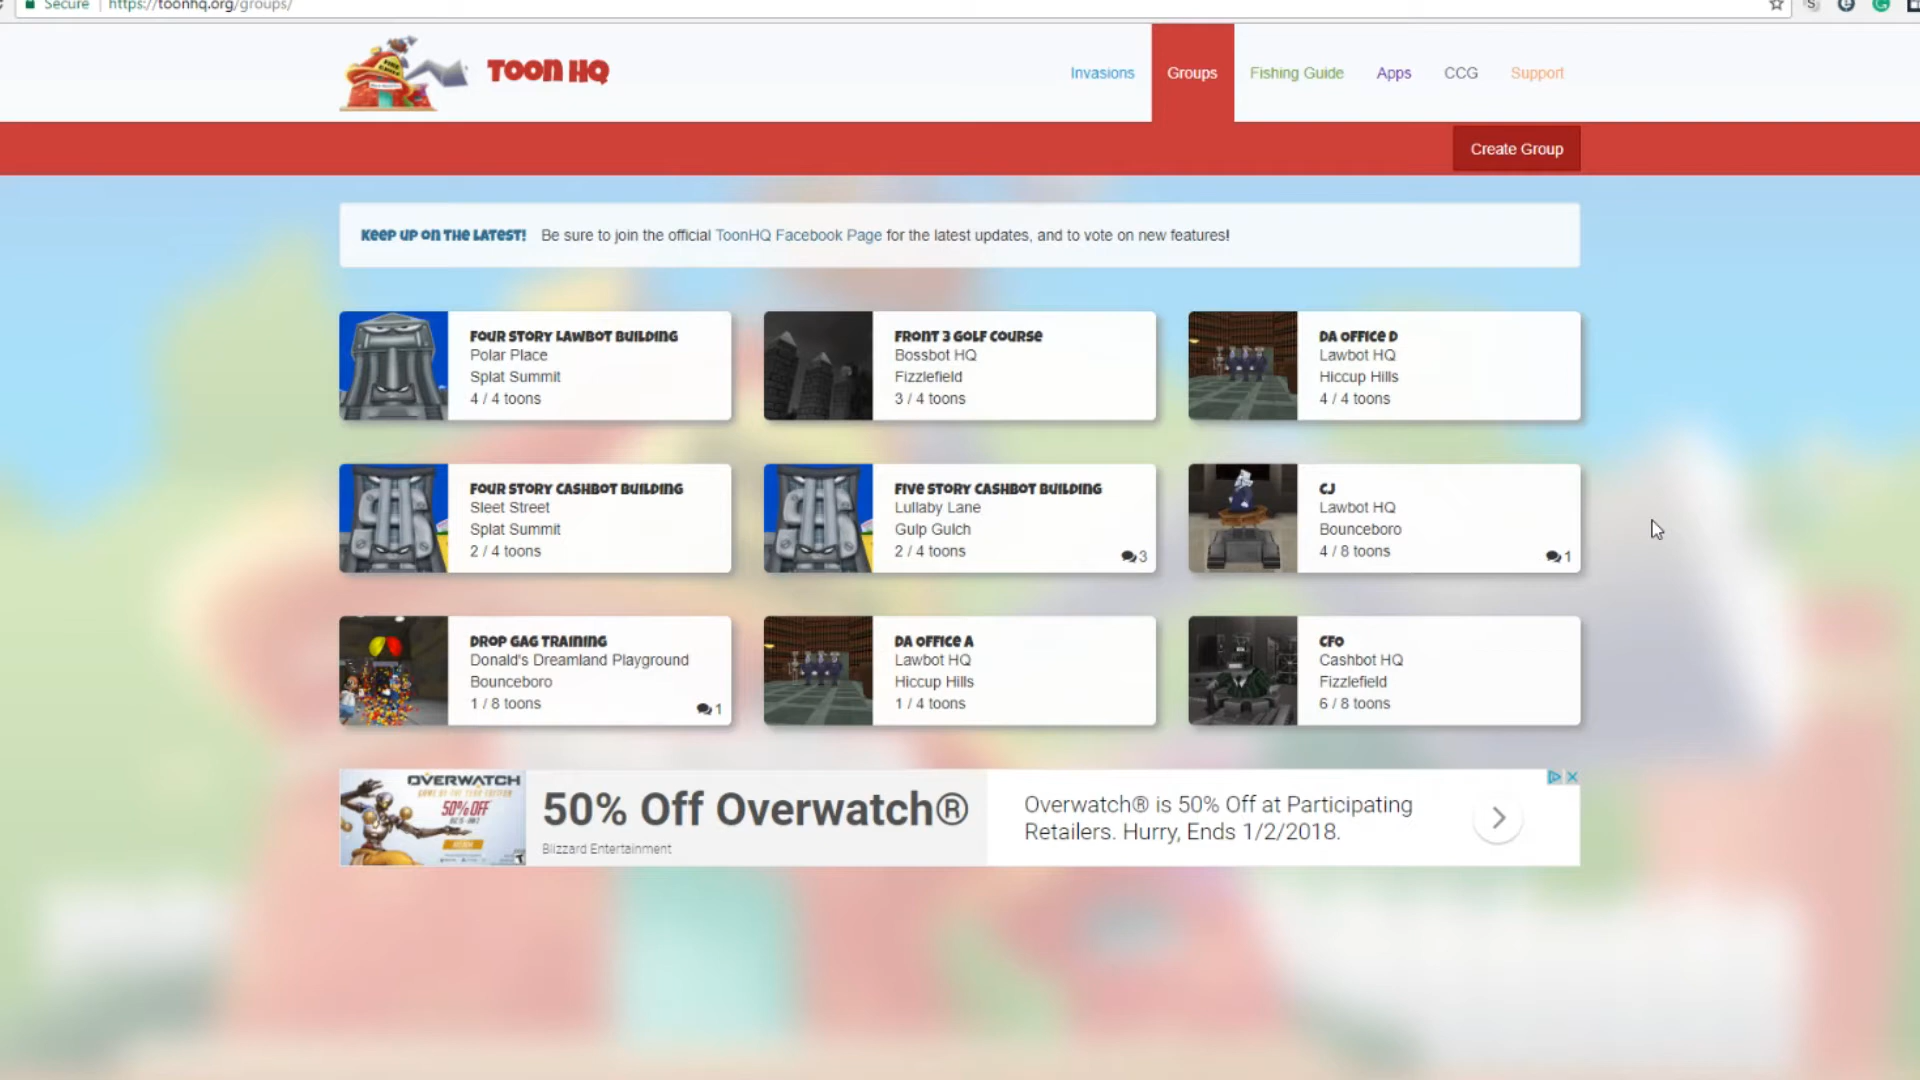 Secure https://toonhq.org/groups/
TOON HQ
Invasions
Groups
Fishing Guide
Apps
CCG
Support
Create Group
Keep up on the latest! Be sure to join the official ToonHQ Facebook Page for the latest updates, and to vote on new features!
Four Story Lawbot Building
Polar Place
Splat Summit
4 / 4 toons
Front 3 Golf Course
Bossbot HQ
Fizzlefield
3 / 4 toons
DA Office D
Lawbot HQ
Hiccup Hills
4 / 4 toons
Four Story Cashbot Building
Sleet Street
Splat Summit
2 / 4 toons
Five Story Cashbot Building
Lullaby Lane
Gulp Gulch
2 / 4 toons
3
CJ
Lawbot HQ
Bounceboro
4 / 8 toons
1
Drop Gag Training
Donald's Dreamland Playground
Bounceboro
1 / 8 toons
1
DA Office A
Lawbot HQ
Hiccup Hills
1 / 4 toons
CFO
Cashbot HQ
Fizzlefield
6 / 8 toons
OVERWATCH
GAME OF THE YEAR EDITION
50% OFF
50% Off Overwatch®
Blizzard Entertainment
Overwatch® is 50% Off at Participating
Retailers. Hurry, Ends 1/2/2018.